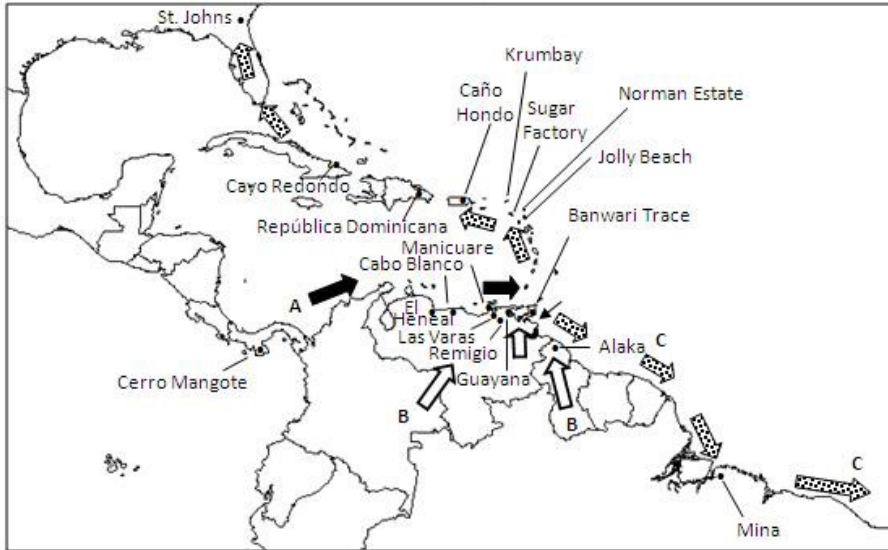 St. Johns
Krumbay
Caño
Hondo
Sugar
Factory
Norman Estate
Jolly Beach
Cayo Redondo
República Dominicana
Banwari Trace
Manicuare
Cabo Blanco
A
El
Heneal
Las Varas
Remigio
Guayana
Alaka
C
Cerro Mangote
B
B
C
Mina